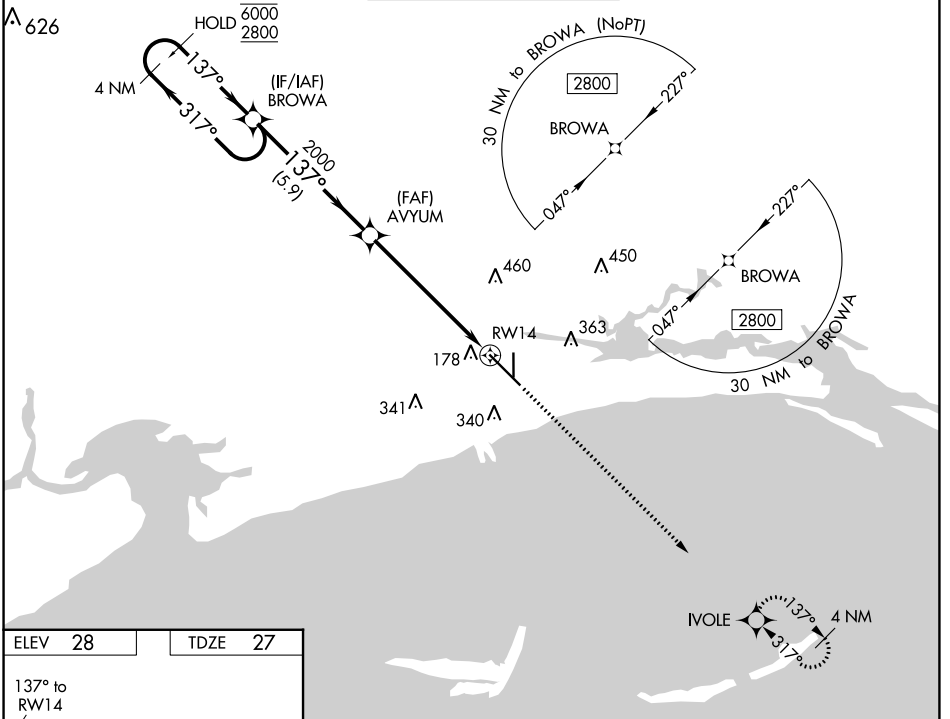 626
HOLD 6000
2800
4 NM
137°
317°
(IF/IAF)
BROWA
2000
137°
(5.9)
(FAF)
AVYUM
30 NM to BROWA (NoPT)
2800
227°
BROWA
047°
227°
BROWA
047°
2800
30 NM to BROWA
460
450
363
RW14
178
341
340
IVOLE
137°
4 NM
317°
ELEV 28
TDZE 27
137° to
RW14